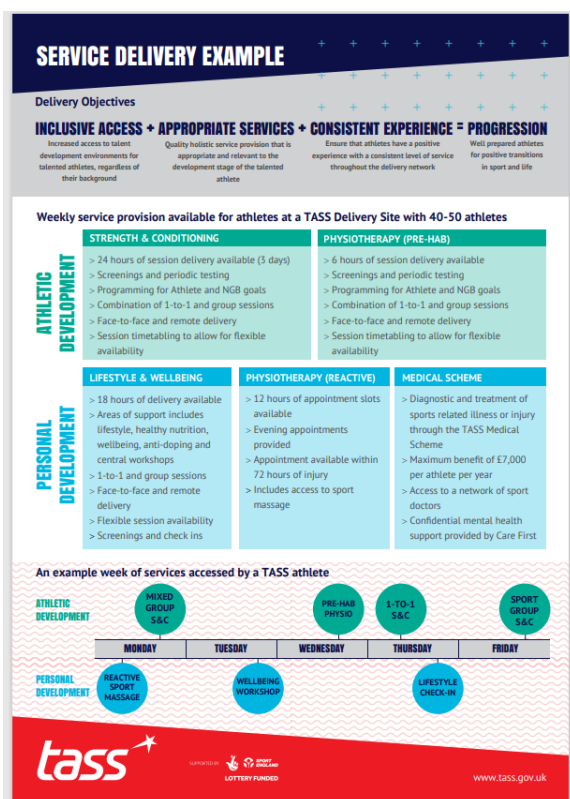 SERVICE DELIVERY EXAMPLE
Delivery Objectives
INCLUSIVE ACCESS + APPROPRIATE SERVICES + CONSISTENT EXPERIENCE = PROGRESSION
Increased access to talent
development environments for
talented athletes, regardless of
their background
Quality holistic service provision that is
appropriate and relevant to the
development stage of the talented
athlete
Ensure that athletes have a positive
experience with a consistent level of service
throughout the delivery network
Well prepared athletes
for positive transitions
in sport and life
Weekly service provision available for athletes at a TASS Delivery Site with 40-50 athletes
ATHLETIC
DEVELOPMENT
STRENGTH & CONDITIONING
> 24 hours of session delivery available (3 days)
> Screenings and periodic testing
> Programming for Athlete and NGB goals
> Combination of 1-to-1 and group sessions
> Face-to-face and remote delivery
> Session timetabling to allow for flexible
availability
PHYSIOTHERAPY (PRE-HAB)
> 6 hours of session delivery available
> Screenings and periodic testing
> Programming for Athlete and NGB goals
> Combination of 1-to-1 and group sessions
> Face-to-face and remote delivery
> Session timetabling to allow for flexible
availability
PERSONAL
DEVELOPMENT
LIFESTYLE & WELLBEING
> 18 hours of delivery available
> Areas of support includes
lifestyle, healthy nutrition,
wellbeing, anti-doping and
central workshops
> 1-to-1 and group sessions
> Face-to-face and remote
delivery
> Flexible session availability
> Screenings and check ins
PHYSIOTHERAPY (REACTIVE)
> 12 hours of appointment slots
available
> Evening appointments
provided
> Appointment available within
72 hours of injury
> Includes access to sport
massage
MEDICAL SCHEME
> Diagnostic and treatment of
sports related illness or injury
through the TASS Medical
Scheme
> Maximum benefit of £7,000
per athlete per year
> Access to a network of sport
doctors
> Confidential mental health
support provided by Care First
An example week of services accessed by a TASS athlete
ATHLETIC
DEVELOPMENT
MIXED
GROUP
S&C
PRE-HAB
PHYSIO
1-TO-1
S&C
SPORT
GROUP
S&C
MONDAY
TUESDAY
WEDNESDAY
THURSDAY
FRIDAY
PERSONAL
DEVELOPMENT
REACTIVE
SPORT
MASSAGE
WELLBEING
WORKSHOP
LIFESTYLE
CHECK-IN
tass
SUPPORTED BY
SPORT
ENGLAND
LOTTERY FUNDED
www.tass.gov.uk